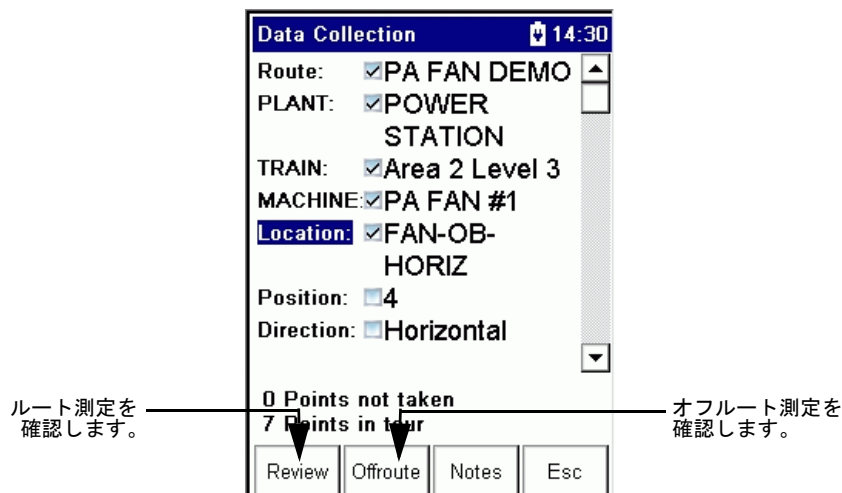 Data Collection 14:30
Route: PA FAN DEMO
PLANT: POWER
STATION
TRAIN: Area 2 Level 3
MACHINE: PA FAN #1
Location: FAN-OB-
HORIZ
Position: 4
Direction: Horizontal
0 Points not taken
7 Points in tour
ルート測定を
確認します。
オフルート測定を
確認します。
Review Offroute Notes Esc